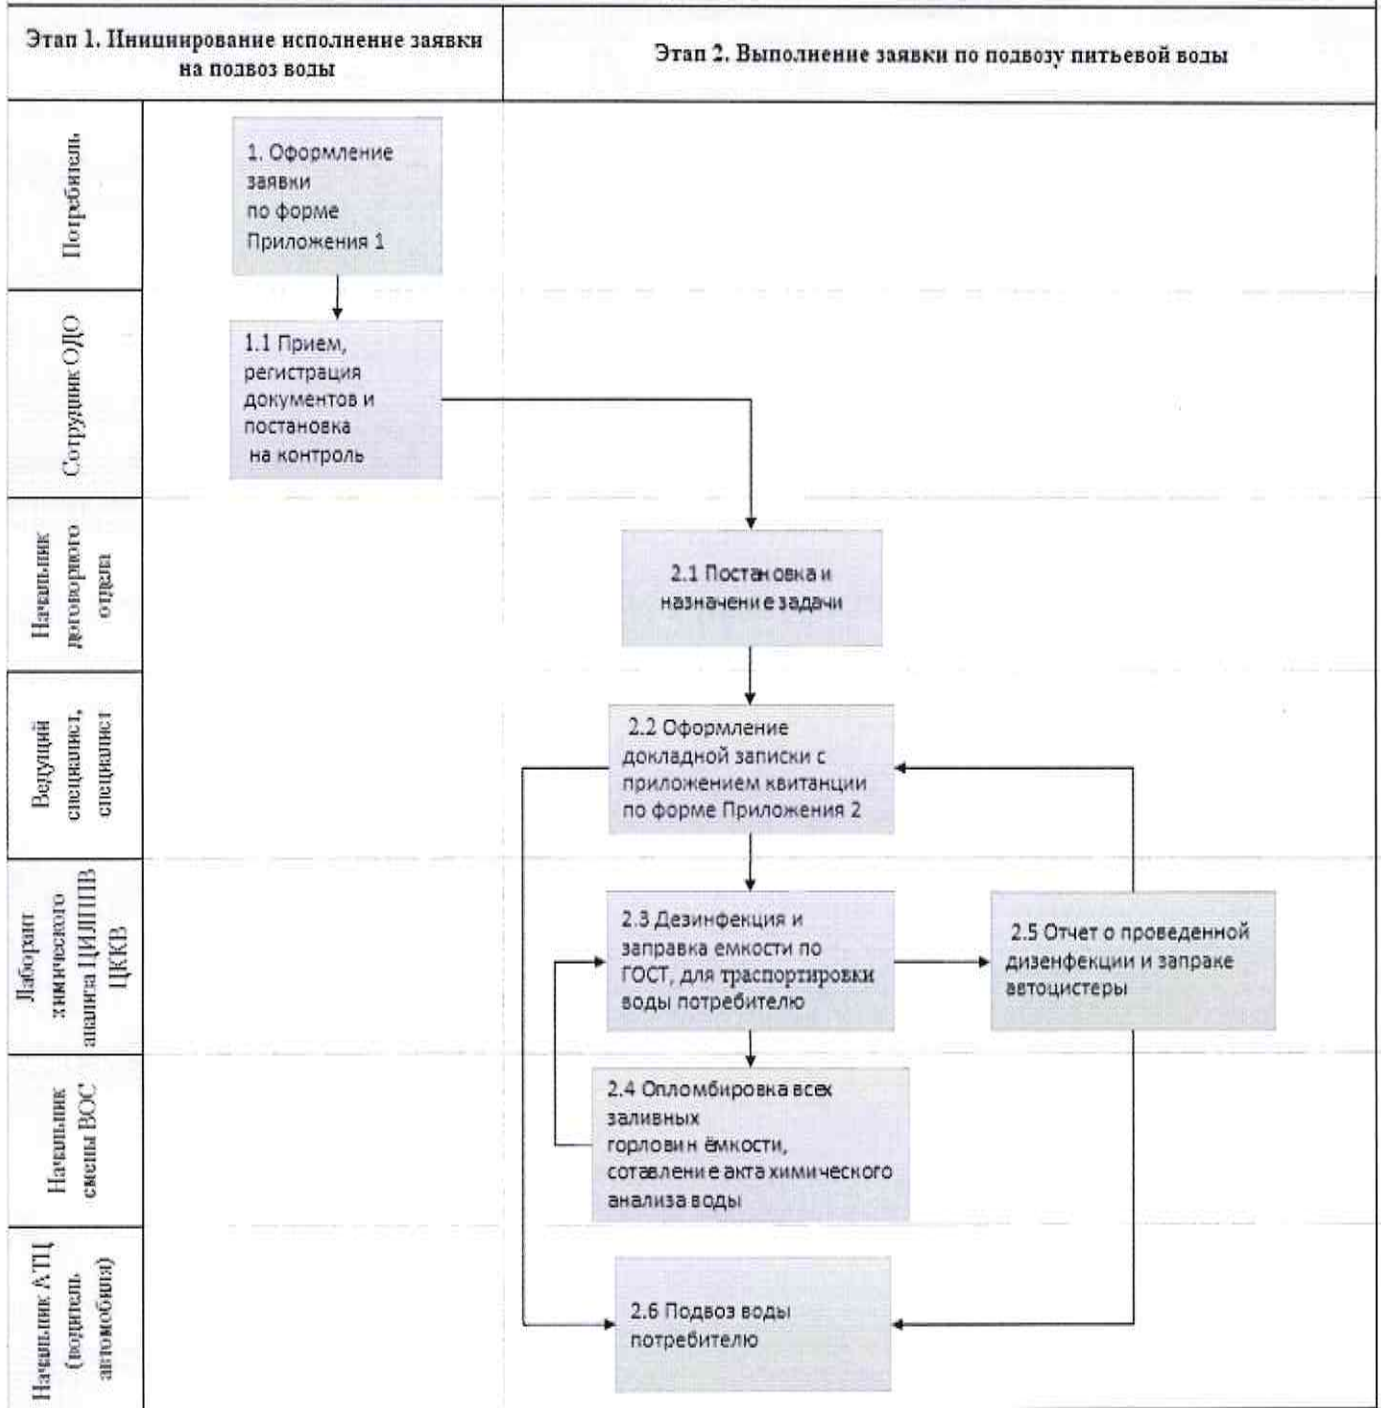 Этап 1. Инициирование исполнение заявки
на подвоз воды
Этап 2. Выполнение заявки по подвозу питьевой воды
Потребитель
1. Оформление
заявки
по форме
Приложения 1
Сотрудник ОДО
1.1 Прием,
регистрация
документов и
постановка
на контроль
Начальник
договорного
отдела
2.1 Постановка и
назначение задачи
Ведущий
специалист,
специалист
2.2 Оформление
докладной записки с
приложением квитанции
по форме Приложения 2
Лаборант
химического
анализа ЦИЛППВ
ЦККВ
2.3 Дезинфекция и
заправка емкости по
ГОСТ, для траспортировки
воды потребителю
2.5 Отчет о проведенной
дизенфекции и запраке
автоцистеры
Начальник
смены ВОС
2.4 Опломбировка всех
заливных
горловин ёмкости,
сотавление акта химического
анализа воды
Начальник АТЦ
(водитель
автомобиля)
2.6 Подвоз воды
потребителю